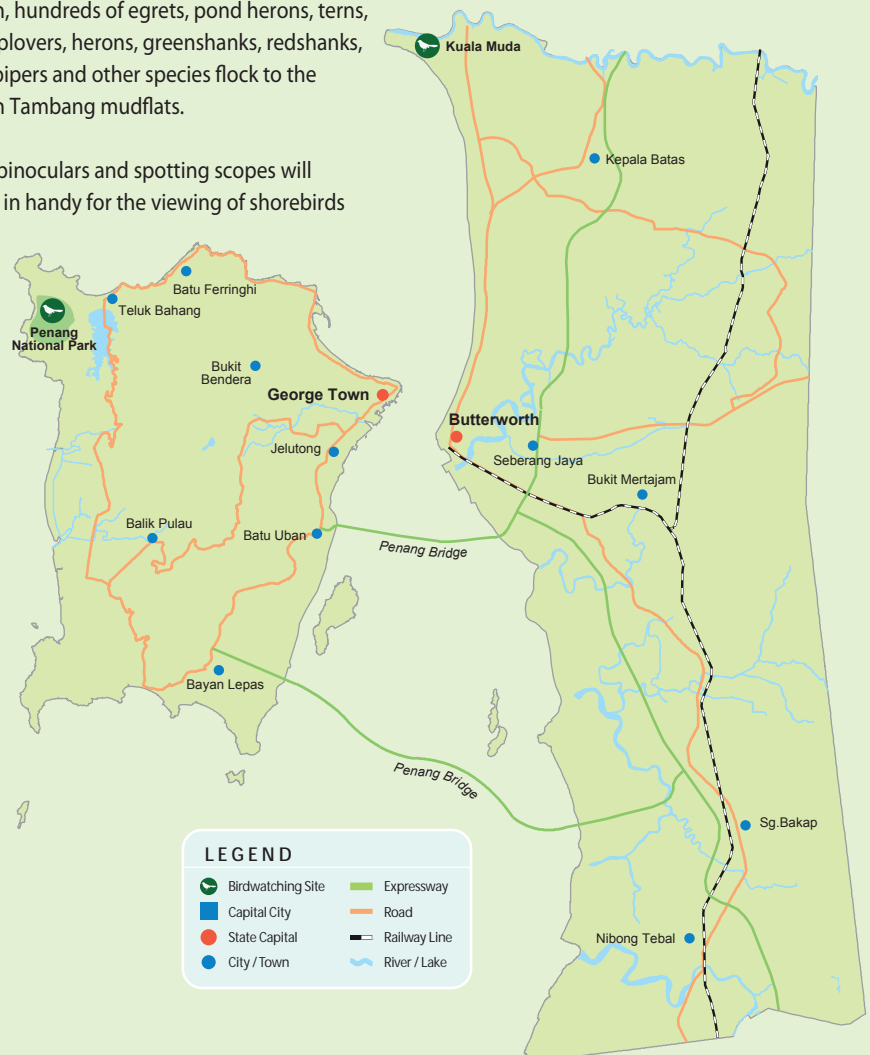 , hundreds of egrets, pond herons, terns,
plovers, herons, greenshanks, redshanks,
and other species flock to the
Tambang mudflats.
binoculars and spotting scopes will
in handy for the viewing of shorebirds
Kuala Muda
Kepala Batas
Batu Ferringhi
Teluk Bahang
Penang
National Park
Bukit
Bendera
George Town
Butterworth
Jelutong
Seberang Jaya
Bukit Mertajam
Balik Pulau
Batu Uban
Penang Bridge
Bayan Lepas
Penang Bridge
Sg.Bakap
Nibong Tebal
LEGEND
Birdwatching Site
Capital City
State Capital
City / Town
Expressway
Road
Railway Line
River / Lake